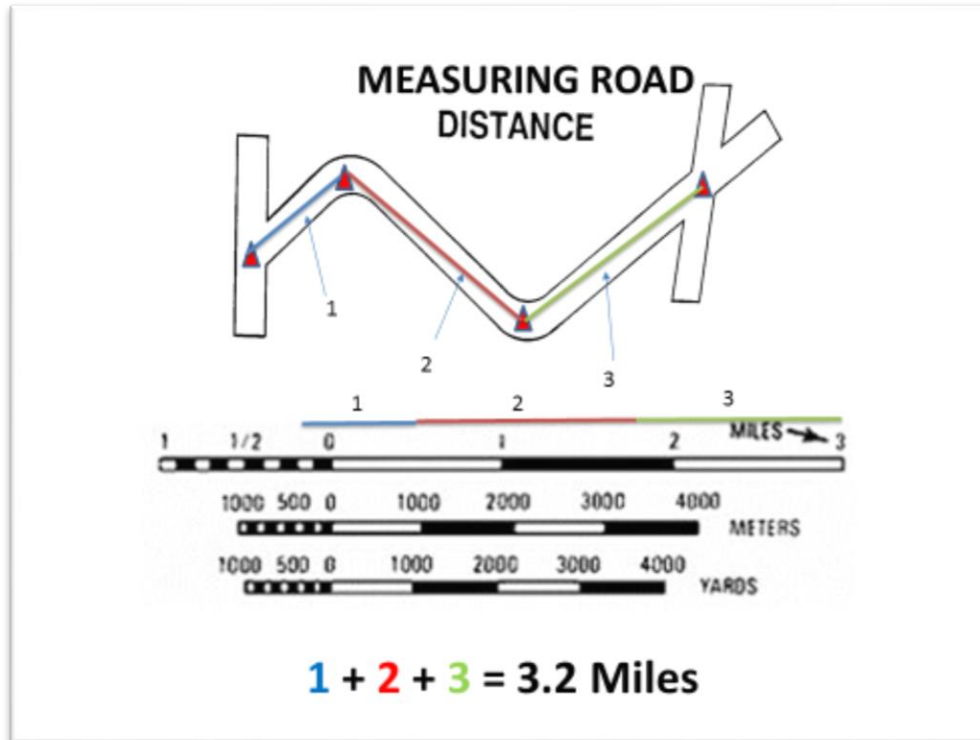 MEASURING ROAD
DISTANCE
1
2
3
1 2 3
MILES
1 1/2 0 1 2 3
1000 500 0 1000 2000 3000 4000
METERS
1000 500 0 1000 2000 3000 4000
YARDS
1 + 2 + 3 = 3.2 Miles